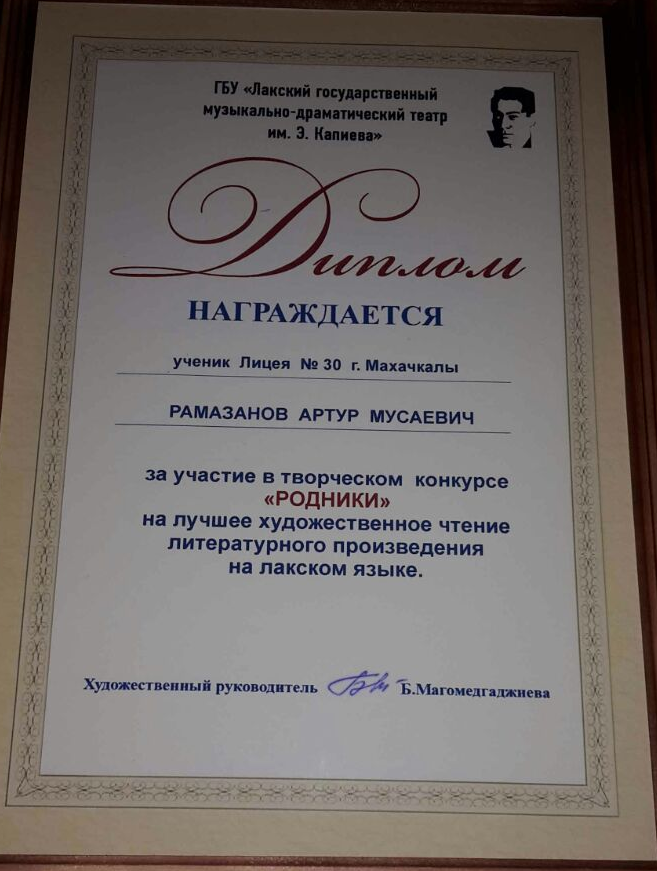 ГБУ «Лакский государственный
музыкально-драматический театр
им. Э. Капиева»
Диплом
НАГРАЖДАЕТСЯ
ученик Лицея № 30 г. Махачкалы
РАМАЗАНОВ АРТУР МУСАЕВИЧ
за участие в творческом конкурсе
«РОДНИКИ»
на лучшее художественное чтение
литературного произведения
на лакском языке.
Художественный руководитель Б.Магомедгаджиева